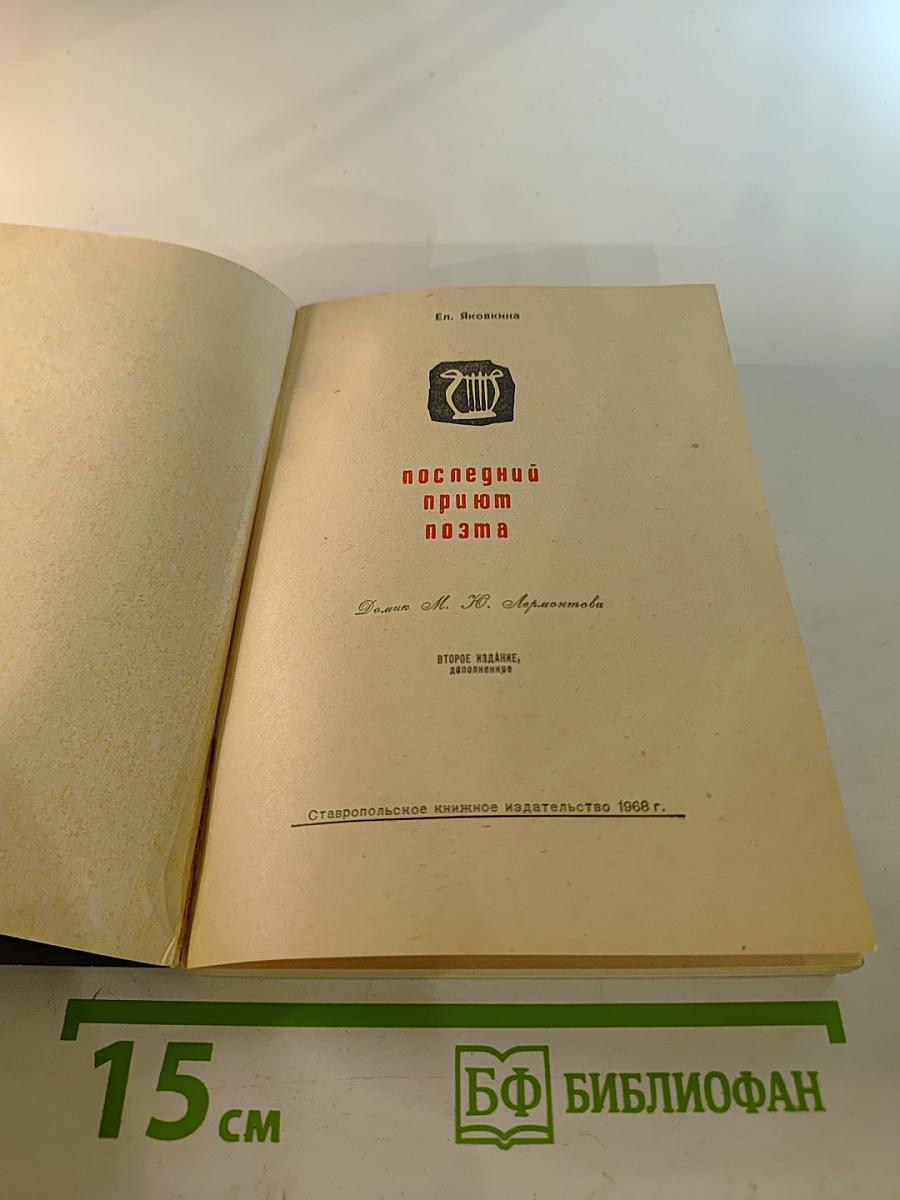 Ел. Яковкина
последний
приют
поэта
Домик М. Ю. Лермонтова
ВТОРОЕ ИЗДАНИЕ,
дополненное
Ставропольское книжное издательство 1968 г.
15 см
БФ БИБЛИОФАН